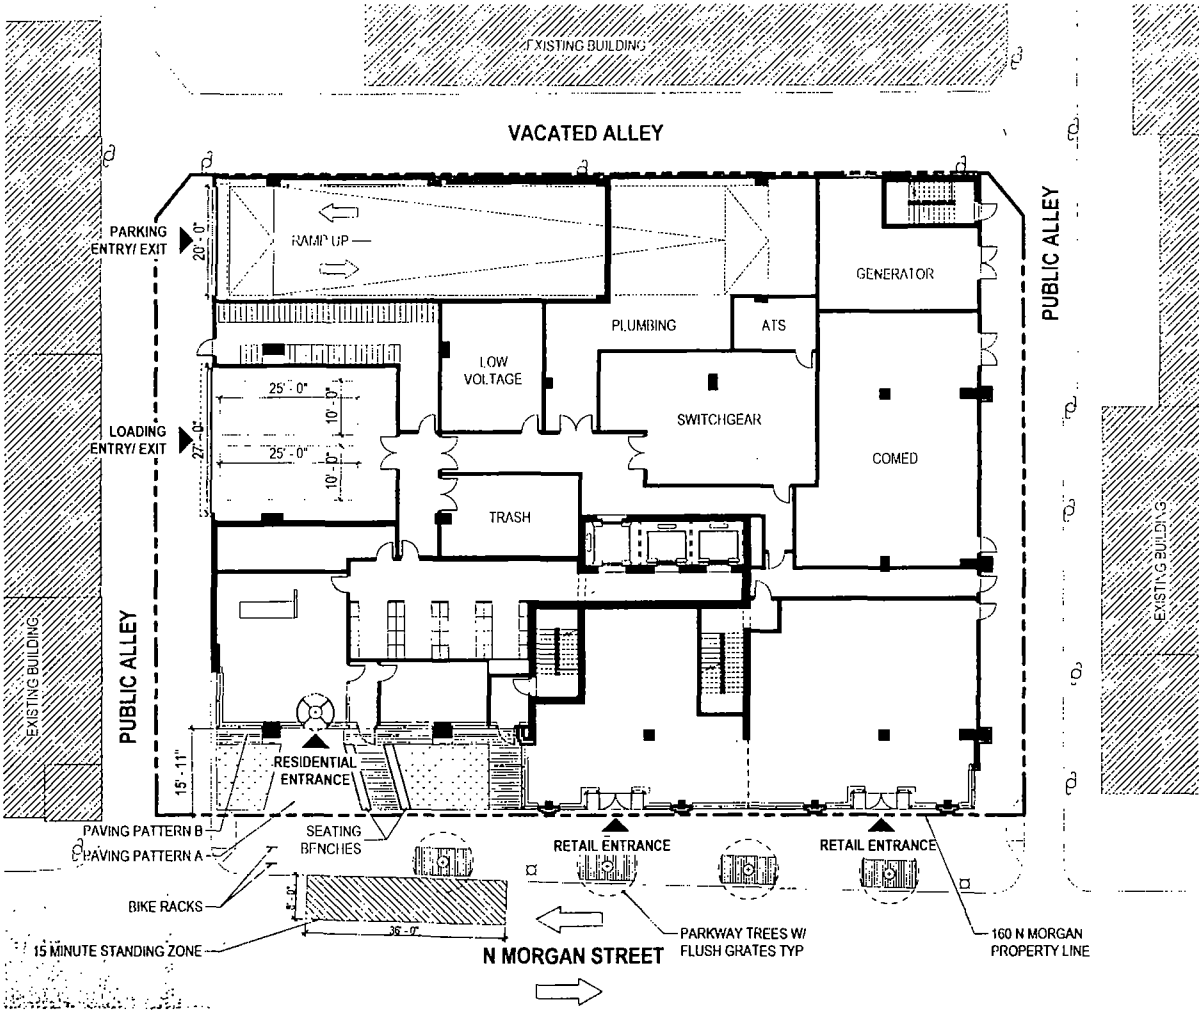 EXISTING BUILDING
VACATED ALLEY
PUBLIC ALLEY
PARKING
ENTRY/ EXIT
20'- 0"
RAMP UP
GENERATOR
PLUMBING
ATS
LOW
VOLTAGE
25' - 0"
10'- 0"
SWITCHGEAR
LOADING
ENTRY/ EXIT
27'- 0"
25' - 0"
10'- 0"
COMED
TRASH
EXISTING BUILDING
EXISTING BUILDING
PUBLIC ALLEY
15' - 11"
RESIDENTIAL
ENTRANCE
PAVING PATTERN B
PAVING PATTERN A
SEATING
BENCHES
RETAIL ENTRANCE
RETAIL ENTRANCE
BIKE RACKS
36' - 0"
15 MINUTE STANDING ZONE
N MORGAN STREET
PARKWAY TREES W/
FLUSH GRATES TYP
160 N MORGAN
PROPERTY LINE